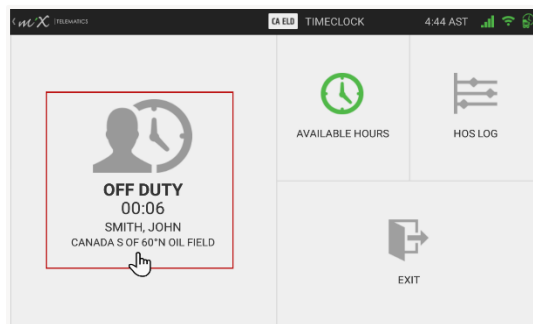 miX TELEMATICS
CA ELD TIMECLOCK 4:44 AST
AVAILABLE HOURS
HOS LOG
OFF DUTY
00:06
SMITH, JOHN
CANADA S OF 60°N OIL FIELD
EXIT